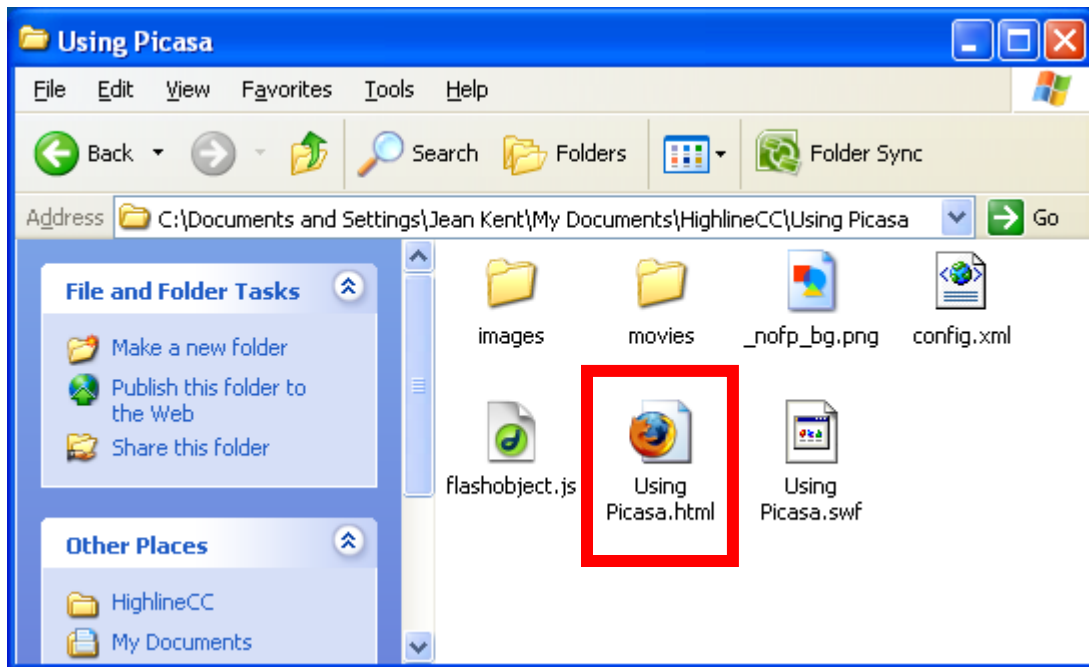 Using Picasa
File Edit View Favorites Tools Help
Back Search Folders Folder Sync
Address C:\Documents and Settings\Jean Kent\My Documents\HighlineCC\Using Picasa Go
File and Folder Tasks
Make a new folder
Publish this folder to
the Web
Share this folder
Other Places
HighlineCC
My Documents
images movies _nofp_bg.png config.xml
flashobject.js Using Using
Picasa.html Picasa.swf